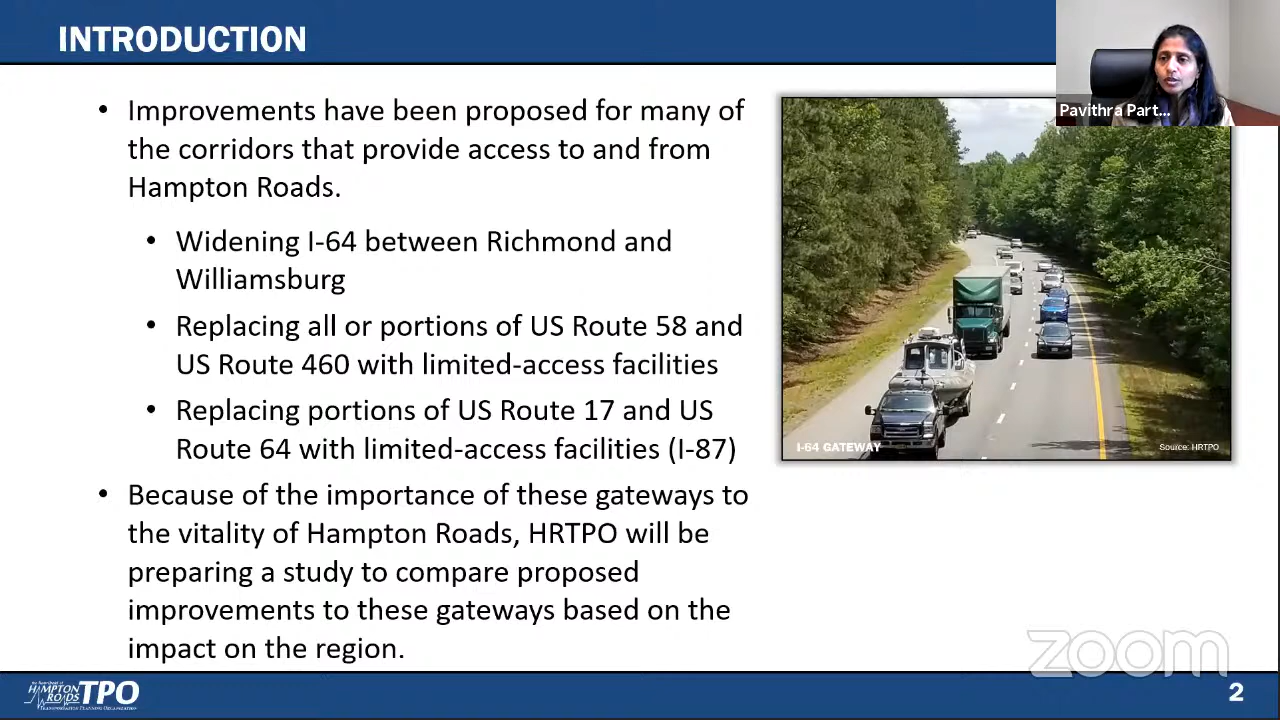 INTRODUCTION
Pavithra Part...
• Improvements have been proposed for many of
the corridors that provide access to and from
Hampton Roads.
• Widening I-64 between Richmond and
Williamsburg
• Replacing all or portions of US Route 58 and
US Route 460 with limited-access facilities
• Replacing portions of US Route 17 and US
Route 64 with limited-access facilities (I-87)
• Because of the importance of these gateways to
the vitality of Hampton Roads, HRTPO will be
preparing a study to compare proposed
improvements to these gateways based on the
impact on the region.
I-64 GATEWAY
Source: HRTPO
zoom
HAMPTON
ROADS TPO
TRANSPORTATION PLANNING ORGANIZATION
2